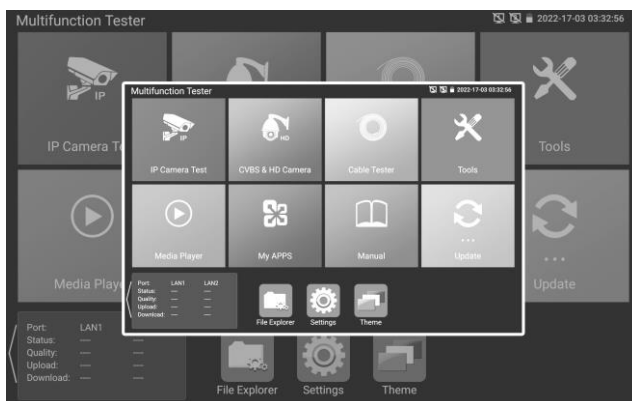 Multifunction Tester 2022-17-03 03:32:56
IP
IP Camera Te
Tools
Media Playe
Update
Port: LAN1
Status: — —
Quality: — —
Upload: — —
Download: — —
File Explorer Settings Theme
Multifunction Tester 2022-17-03 03:32:56
IP HD
IP Camera Test CVBS & HD Camera Cable Tester Tools
Media Player My APPS Manual Update
Port: LAN1 LAN2
Status: — —
Quality: — —
Upload: — —
Download: — —
File Explorer Settings Theme